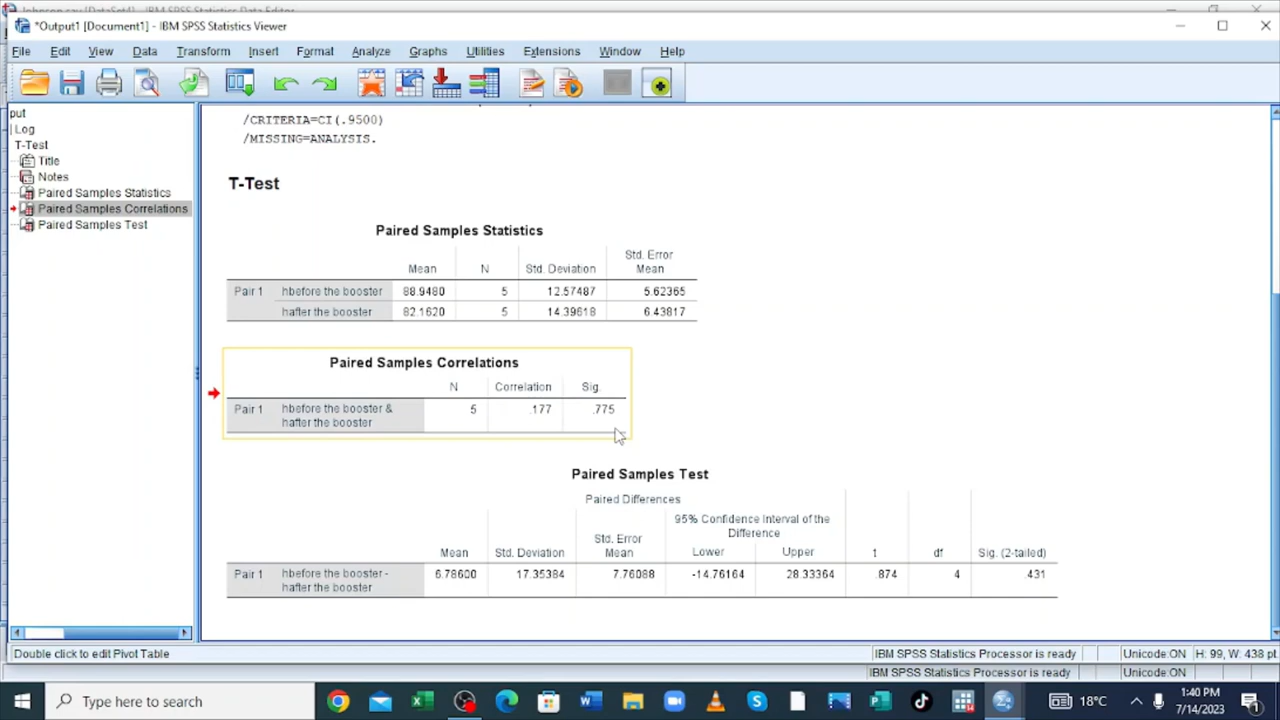 *Output1 [Document1] - IBM SPSS Statistics Viewer
File Edit View Data Transform Insert Format Analyze Graphs Utilities Extensions Window Help
put
Log
T-Test
Title
Notes
Paired Samples Statistics
Paired Samples Correlations
Paired Samples Test
/CRITERIA=CI(.9500)
/MISSING=ANALYSIS.
T-Test
Paired Samples Statistics
Mean N Std. Deviation Std. Error Mean
Pair 1 hbefore the booster 88.9480 5 12.57487 5.62365
hafter the booster 82.1620 5 14.39618 6.43817
Paired Samples Correlations
N Correlation Sig.
Pair 1 hbefore the booster & 5 .177 .775
hafter the booster
Paired Samples Test
Paired Differences
95% Confidence Interval of the Difference
Mean Std. Deviation Std. Error Mean Lower Upper t df Sig. (2-tailed)
Pair 1 hbefore the booster - 6.78600 17.35384 7.76088 -14.76164 28.33364 .874 4 .431
hafter the booster
Double click to edit Pivot Table IBM SPSS Statistics Processor is ready Unicode:ON H: 99, W: 438 pt
IBM SPSS Statistics Processor is ready Unicode:ON
Type here to search 18°C 1:40 PM
7/14/2023